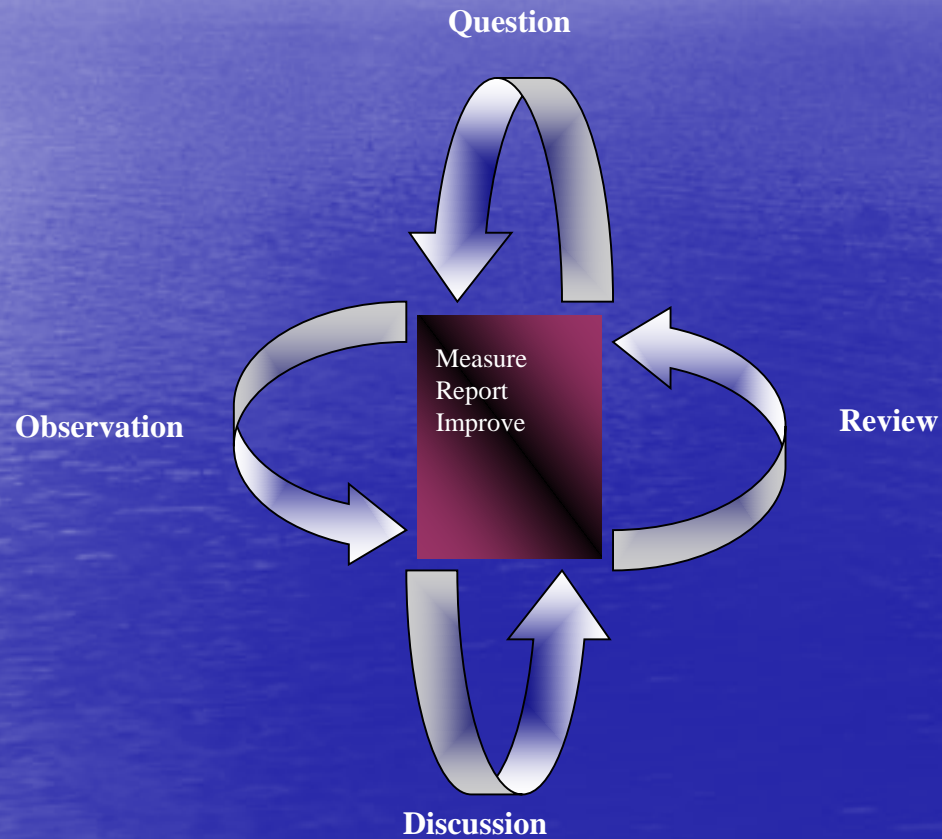 Question
Measure
Report
Improve
Observation
Review
Discussion